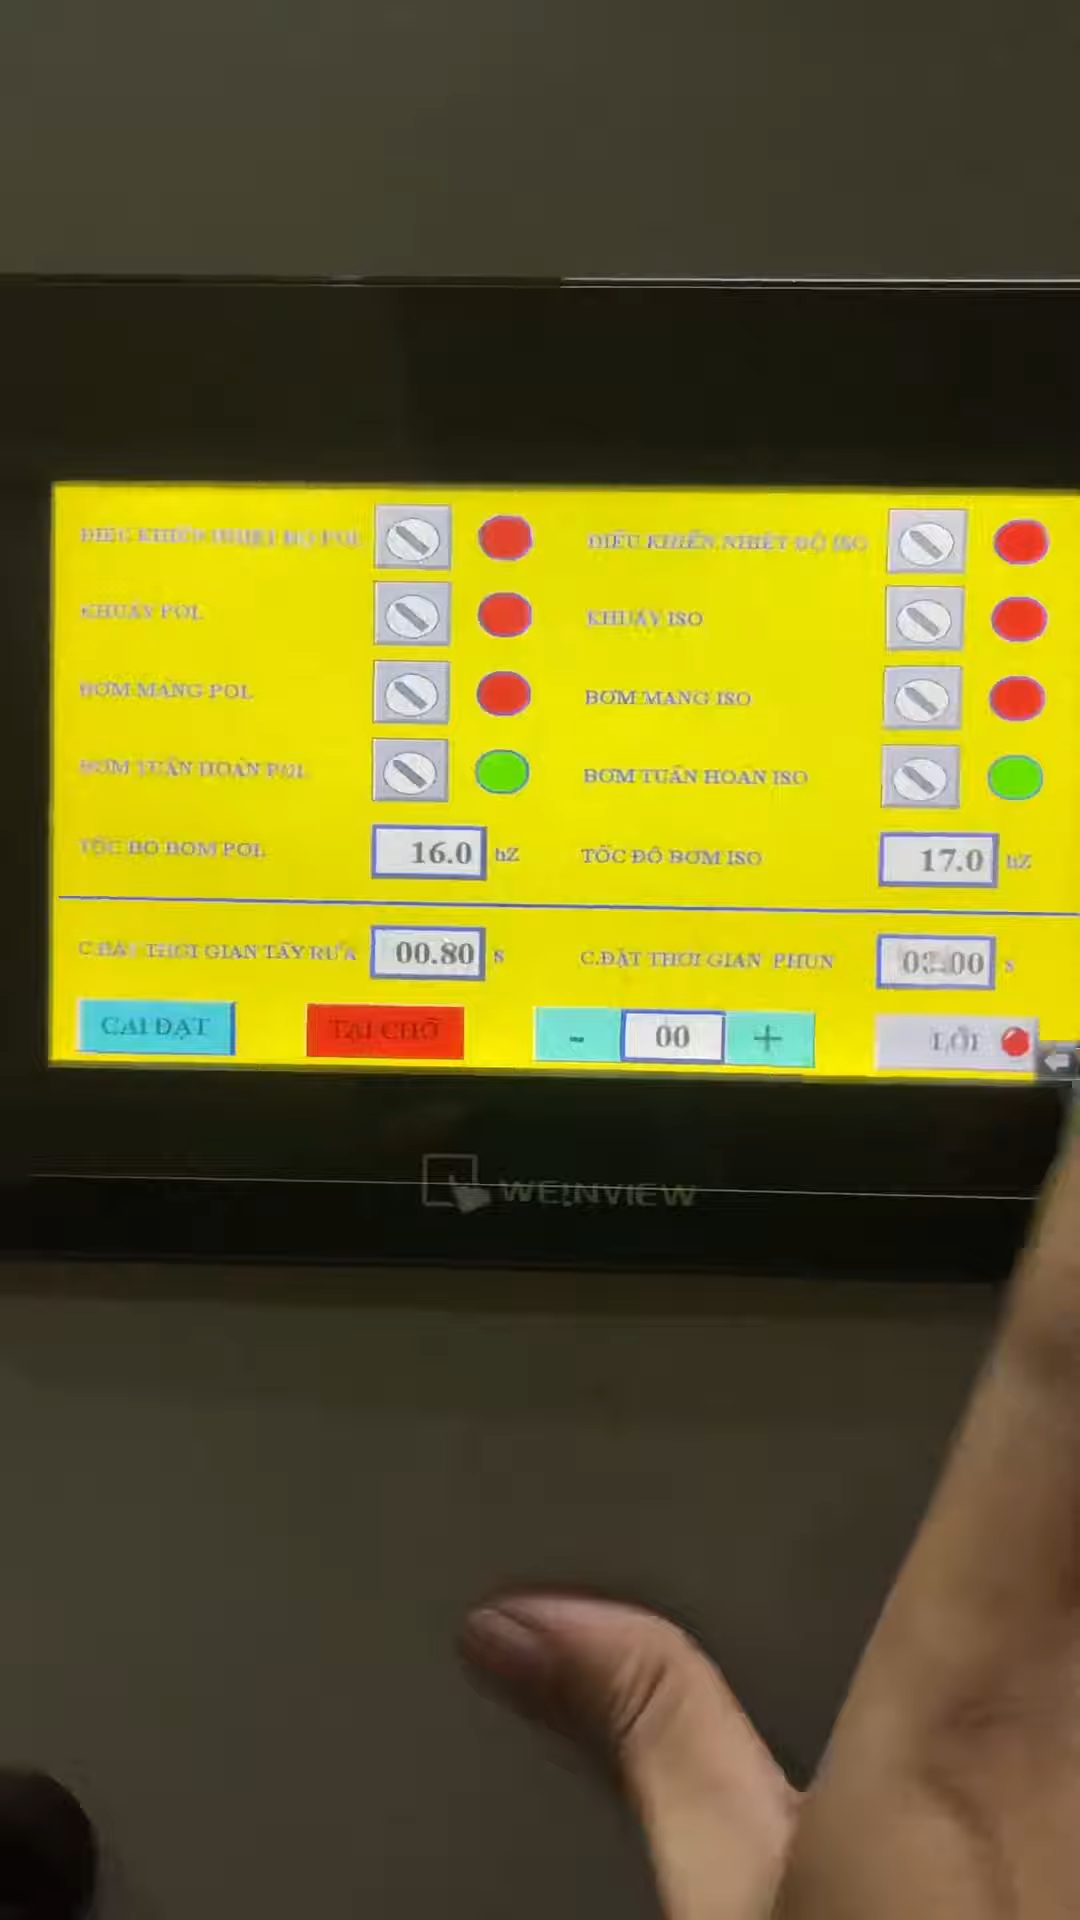 ĐIỀU KHIỂN NHIỆT ĐỘ POL ĐIỀU KHIỂN NHIỆT ĐỘ ISO
KHUẤY POL KHUẤY ISO
BƠM MÀNG POL BƠM MÀNG ISO
BƠM TUẦN HOÀN POL BƠM TUẦN HOÀN ISO
TỐC ĐỘ BƠM POL 16.0 hZ TỐC ĐỘ BƠM ISO 17.0 hZ
C.ĐẶT THỜI GIAN TẨY RỬA 00.80 s C.ĐẶT THỜI GIAN PHUN s
CÀI ĐẶT TẠI CHỖ - 00 + LỖI
WEINVIEW